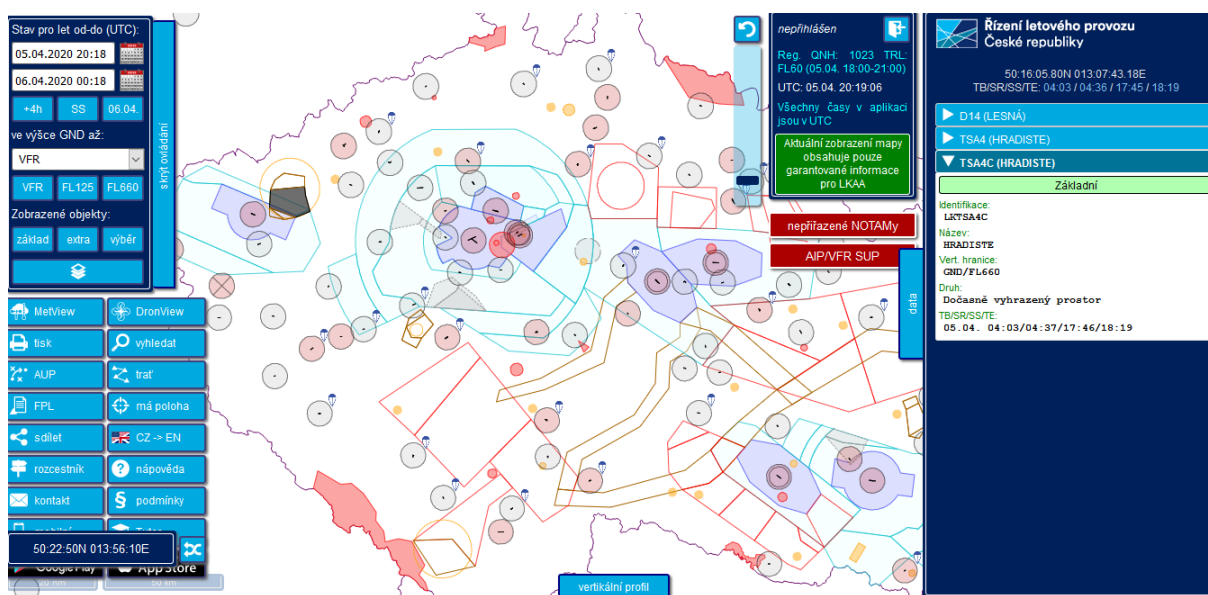 Stav pro let od-do (UTC):
05.04.2020 20:18
06.04.2020 00:18
+4h SS 06.04.
ve výšce GND až:
VFR
VFR FL125 FL660
Zobrazené objekty:
základ extra výběr
skrýt ovládání
MetView DronView
tisk vyhledat
AUP trať
FPL má poloha
sdílet CZ -> EN
rozcestník nápověda
kontakt podmínky
50:22:50N 013:56:10E
Google Play App Store
20 nm 50 km
vertikální profil
nepřihlášen
Reg. QNH: 1023 TRL:
FL60 (05.04. 18:00-21:00)
UTC: 05.04. 20:19:06
Všechny časy v aplikaci
jsou v UTC
Aktuální zobrazení mapy
obsahuje pouze
garantované informace
pro LKAA
nepřiřazené NOTAMy
AIP/VFR SUP
data
Řízení letového provozu
České republiky
50:16:05.80N 013:07:43.18E
TB/SR/SS/TE: 04:03 / 04:36 / 17:45 / 18:19
D14 (LESNÁ)
TSA4 (HRADISTE)
TSA4C (HRADISTE)
Základní
Identifikace:
LKTSA4C
Název:
HRADISTE
Vert. hranice:
GND/FL660
Druh:
Dočasně vyhrazený prostor
TB/SR/SS/TE:
05.04. 04:03/04:37/17:46/18:19